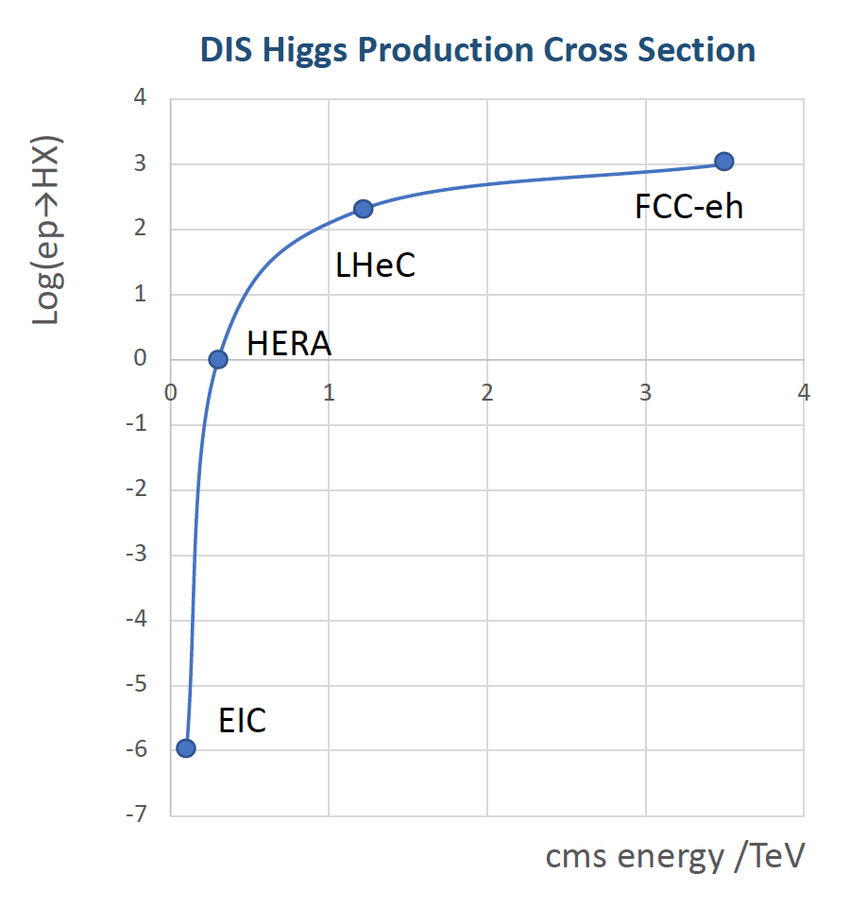 DIS Higgs Production Cross Section
Log(ep→HX)
4
3
2
1
0
-1
-2
-3
-4
-5
-6
-7
0 1 2 3 4
FCC-eh
LHeC
HERA
EIC
cms energy /TeV